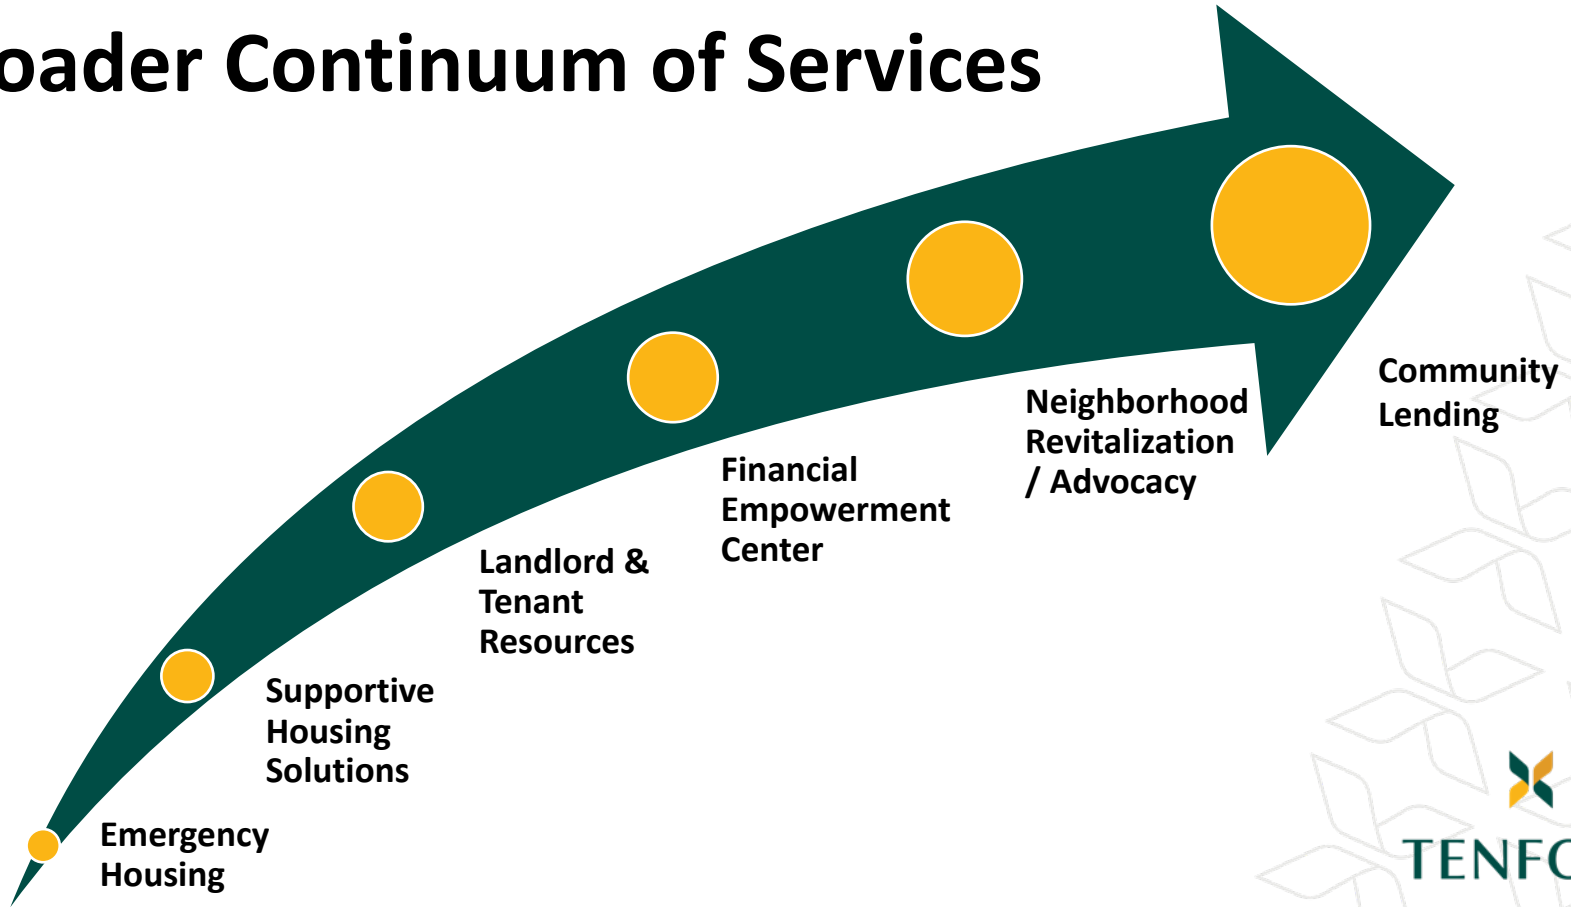 oader Continuum of Services
Community
Lending
Neighborhood
Revitalization
/ Advocacy
Financial
Empowerment
Center
Landlord &
Tenant
Resources
Supportive
Housing
Solutions
Emergency
Housing
TENFO